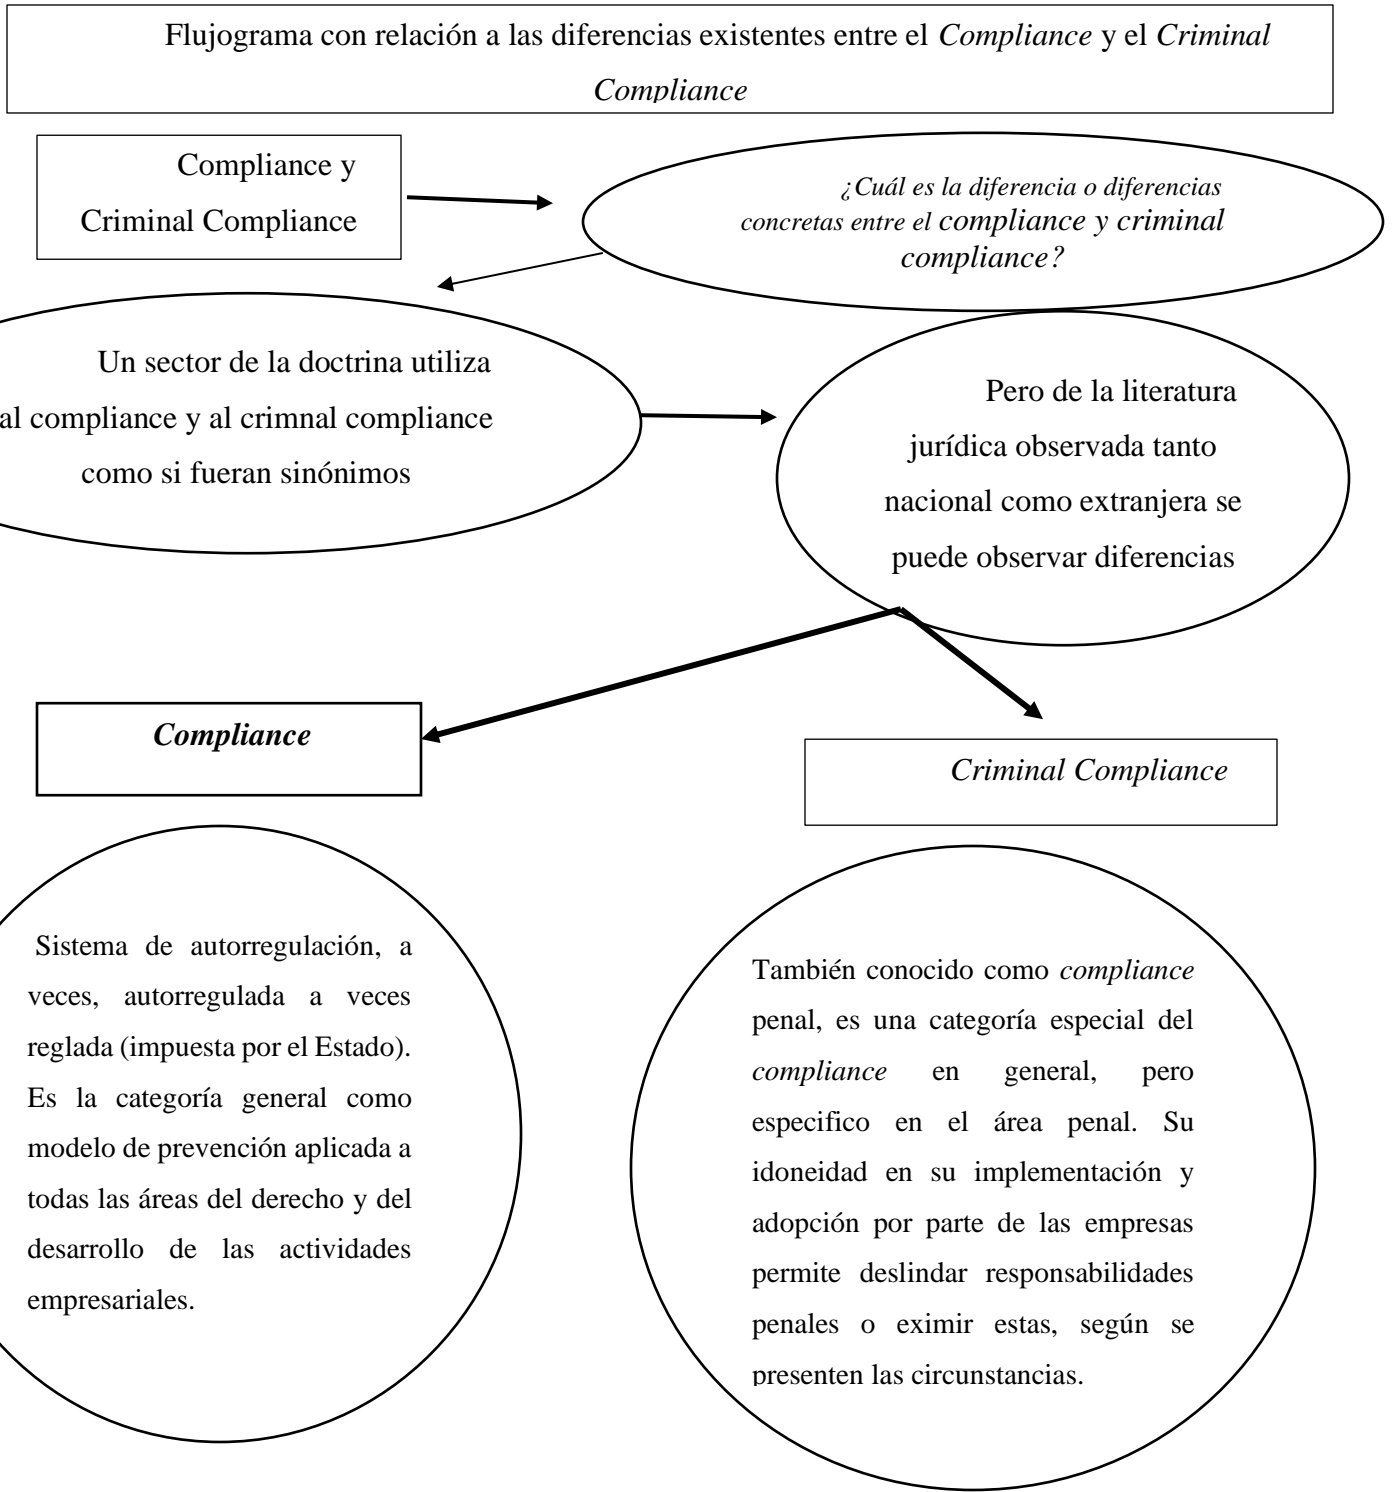 Flujograma con relación a las diferencias existentes entre el Compliance y el Criminal
Compliance
Compliance y
Criminal Compliance
¿Cuál es la diferencia o diferencias
concretas entre el compliance y criminal
compliance?
Un sector de la doctrina utiliza
al compliance y al crimnal compliance
como si fueran sinónimos
Pero de la literatura
jurídica observada tanto
nacional como extranjera se
puede observar diferencias
Compliance
Criminal Compliance
Sistema de autorregulación, a
veces, autorregulada a veces
reglada (impuesta por el Estado).
Es la categoría general como
modelo de prevención aplicada a
todas las áreas del derecho y del
desarrollo de las actividades
empresariales.
También conocido como compliance
penal, es una categoría especial del
compliance en general, pero
especifico en el área penal. Su
idoneidad en su implementación y
adopción por parte de las empresas
permite deslindar responsabilidades
penales o eximir estas, según se
presenten las circunstancias.